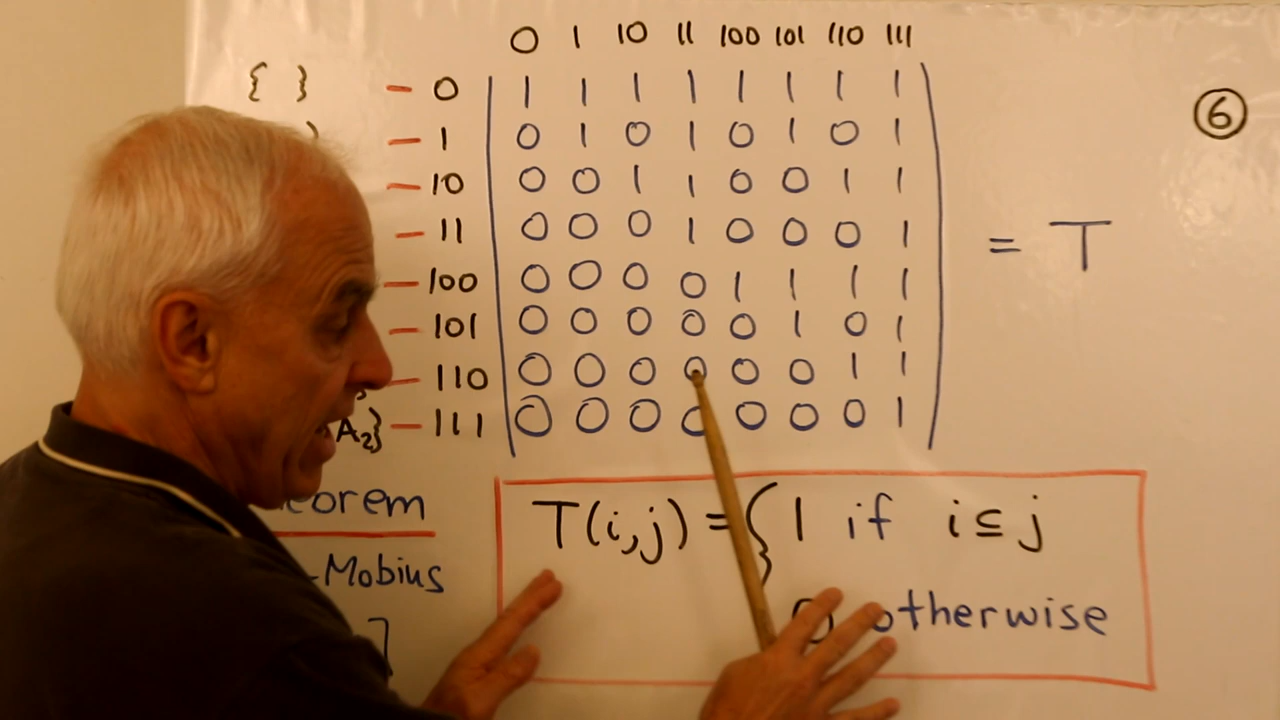 0 1 10 11 100 101 110 111
{ } - 0 1 1 1 1 1 1 1 1
} - 1 0 1 0 1 0 1 0 1
- 10 0 0 1 1 0 0 1 1
- 11 0 0 0 1 0 0 0 1 = T
- 100 0 0 0 0 1 1 1 1
- 101 0 0 0 0 0 1 0 1
- 110 0 0 0 0 0 0 1 1
A₂} - 111 0 0 0 0 0 0 0 1
⑥
eorem
-Mobius
]
T(i,j) = { 1 if i ⊆ j
0 otherwise